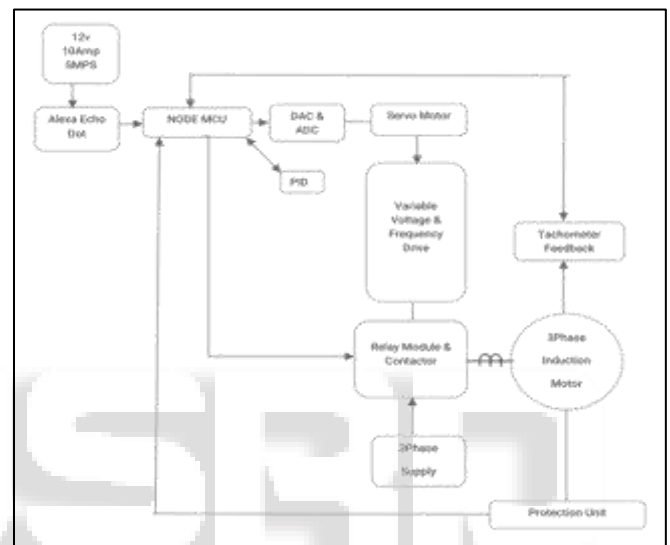 12v
10Amp
SMPS
Alexa Echo
Dot
NODE MCU
DAC &
ADC
Servo Motor
PID
Variable
Voltage &
Frequency
Drive
Tachometer
Feedback
Relay Module &
Contactor
3Phase
Induction
Motor
3Phase
Supply
Protection Unit